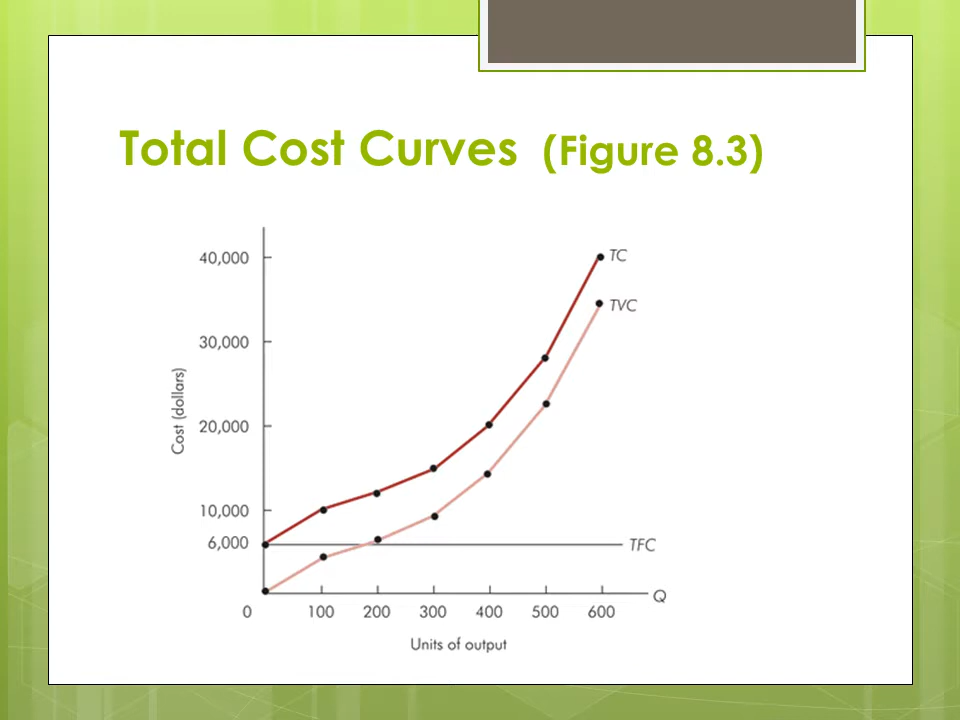 Total Cost Curves (Figure 8.3)
40,000
30,000
20,000
10,000
6,000
Cost (dollars)
TC
TVC
TFC
Q
0 100 200 300 400 500 600
Units of output